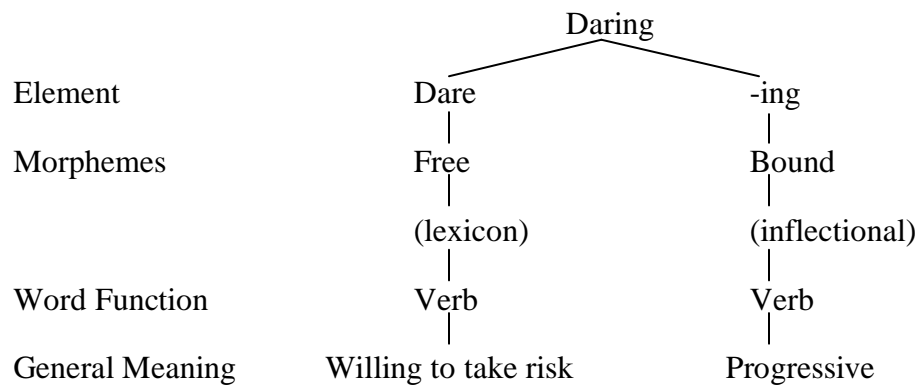 Daring
Element Dare -ing
Morphemes Free Bound
(lexicon) (inflectional)
Word Function Verb Verb
General Meaning Willing to take risk Progressive